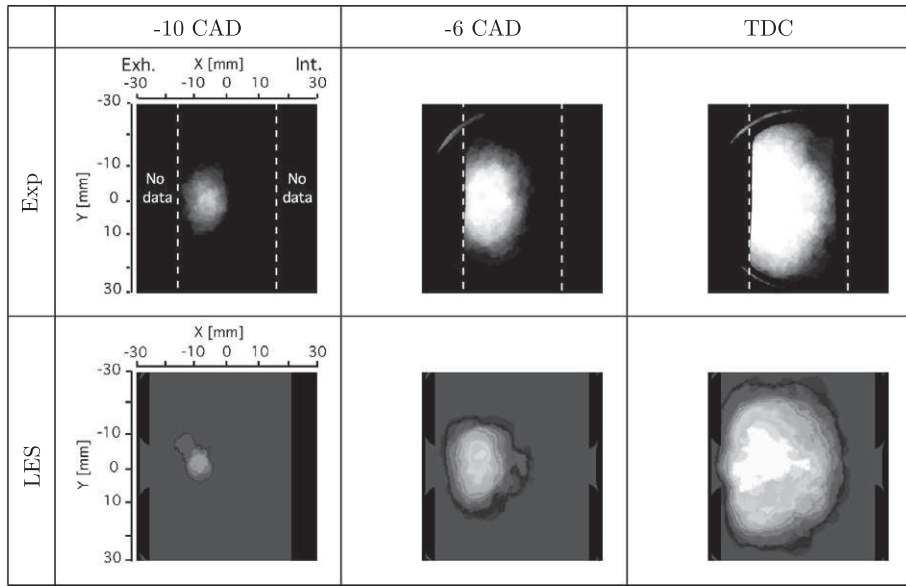 -10 CAD
-6 CAD
TDC
Exp
Exh. X [mm] Int.
-30 -10 0 10 30
-30
-10
0
10
30
Y [mm]
No data
No data
LES
X [mm]
-30 -10 0 10 30
-30
-10
0
10
30
Y [mm]